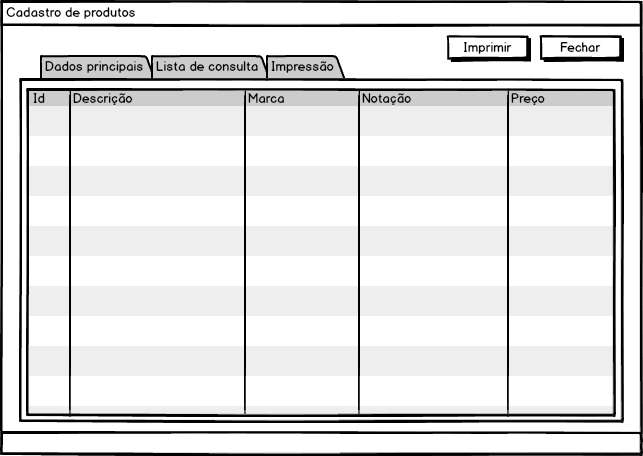 Cadastro de produtos
Imprimir Fechar
Dados principais Lista de consulta Impressão
Id Descrição Marca Notação Preço